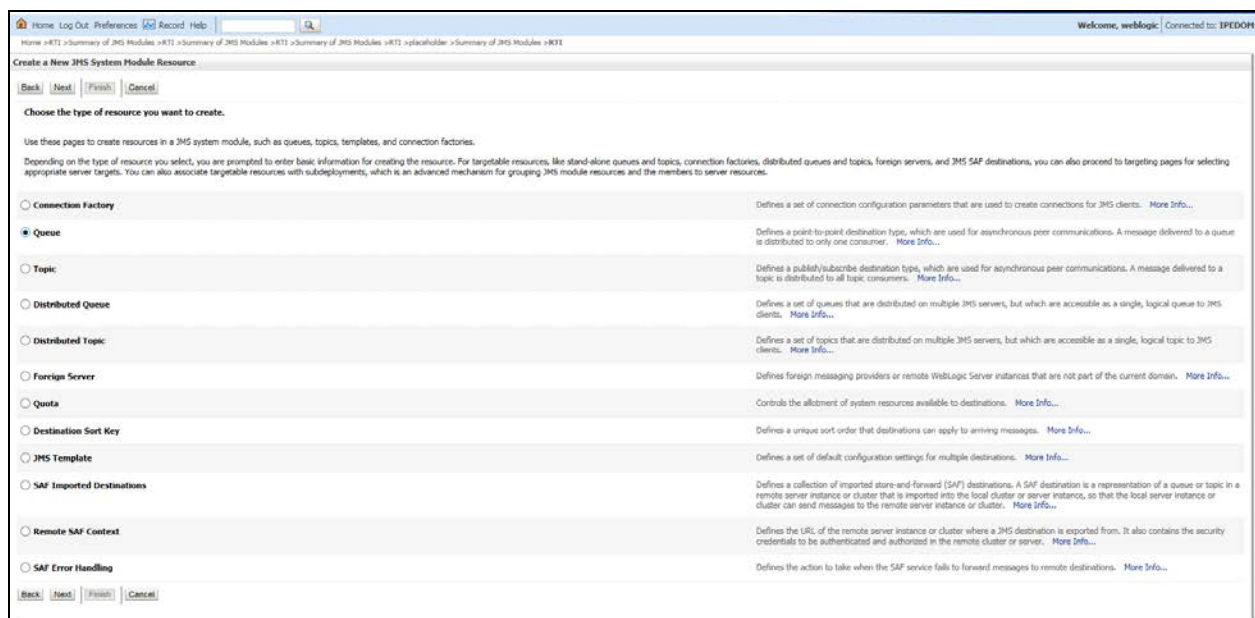 Home Log Out Preferences Record Help
Welcome, weblogic Connected to: IPEDOM
Home >RTI >Summary of JMS Modules >RTI >Summary of JMS Modules >RTI >Summary of JMS Modules >RTI >placeholder >Summary of JMS Modules >RTI
Create a New JMS System Module Resource
Back Next Finish Cancel
Choose the type of resource you want to create.
Use these pages to create resources in a JMS system module, such as queues, topics, templates, and connection factories.
Depending on the type of resource you select, you are prompted to enter basic information for creating the resource. For targetable resources, like stand-alone queues and topics, connection factories, distributed queues and topics, foreign servers, and JMS SAF destinations, you can also proceed to targeting pages for selecting
appropriate server targets. You can also associate targetable resources with subdeployments, which is an advanced mechanism for grouping JMS module resources and the members to server resources.
Connection Factory
Defines a set of connection configuration parameters that are used to create connections for JMS clients. More Info...
Queue
Defines a point-to-point destination type, which are used for asynchronous peer communications. A message delivered to a queue
is distributed to only one consumer. More Info...
Topic
Defines a publish/subscribe destination type, which are used for asynchronous peer communications. A message delivered to a
topic is distributed to all topic consumers. More Info...
Distributed Queue
Defines a set of queues that are distributed on multiple JMS servers, but which are accessible as a single, logical queue to JMS
clients. More Info...
Distributed Topic
Defines a set of topics that are distributed on multiple JMS servers, but which are accessible as a single, logical topic to JMS
clients. More Info...
Foreign Server
Defines foreign messaging providers or remote WebLogic Server instances that are not part of the current domain. More Info...
Quota
Controls the allotment of system resources available to destinations. More Info...
Destination Sort Key
Defines a unique sort order that destinations can apply to arriving messages. More Info...
JMS Template
Defines a set of default configuration settings for multiple destinations. More Info...
SAF Imported Destinations
Defines a collection of imported store-and-forward (SAF) destinations. A SAF destination is a representation of a queue or topic in a
remote server instance or cluster that is imported into the local cluster or server instance, so that the local server instance or
cluster can send messages to the remote server instance or cluster. More Info...
Remote SAF Context
Defines the URL of the remote server instance or cluster where a JMS destination is exported from. It also contains the security
credentials to be authenticated and authorized in the remote cluster or server. More Info...
SAF Error Handling
Defines the action to take when the SAF service fails to forward messages to remote destinations. More Info...
Back Next Finish Cancel